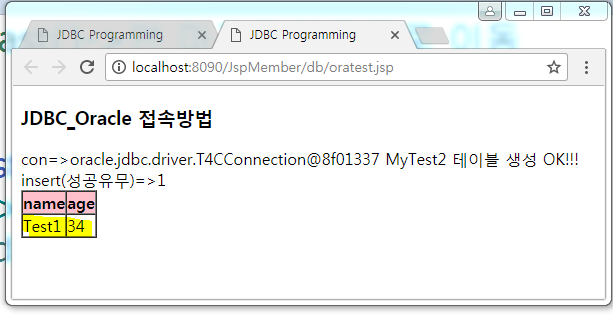 JDBC Programming
JDBC Programming
localhost:8090/JspMember/db/oratest.jsp
JDBC_Oracle 접속방법
con=>oracle.jdbc.driver.T4CConnection@8f01337 MyTest2 테이블 생성 OK!!!
insert(성공유무)=>1
name age
Test1 34